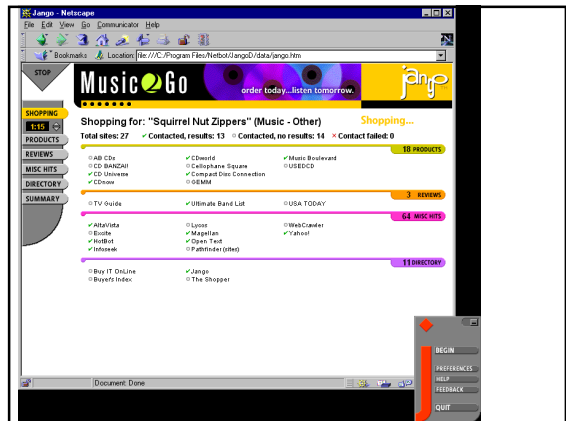 Jango - Netscape
File Edit View Go Communicator Help
Bookmarks Location: file:///C:/Program Files/Netbot/JangoD/data/jango.htm
STOP
Music 2 Go
order today...listen tomorrow.
jango
SHOPPING
1:15
PRODUCTS
REVIEWS
MISC HITS
DIRECTORY
SUMMARY
Shopping for: "Squirrel Nut Zippers" (Music - Other)
Shopping...
Total sites: 27 ✓ Contacted, results: 13 ○ Contacted, no results: 14 × Contact failed: 0
18 PRODUCTS
○ AB CDs ✓ CDworld ✓ Music Boulevard
○ CD BANZAI! ○ Cellophane Square ○ USEDCD
✓ CD Universe ✓ Compact Disc Connection
✓ CDnow ○ GEMM
3 REVIEWS
○ TV Guide ✓ Ultimate Band List ○ USA TODAY
64 MISC HITS
✓ AltaVista ○ Lycos ○ WebCrawler
○ Excite ✓ Magellan ✓ Yahoo!
✓ HotBot ✓ Open Text
✓ Infoseek ○ Pathfinder (sites)
11 DIRECTORY
○ Buy IT OnLine ✓ Jango
○ Buyer's Index ○ The Shopper
BEGIN
PREFERENCES
HELP
FEEDBACK
QUIT
Document: Done